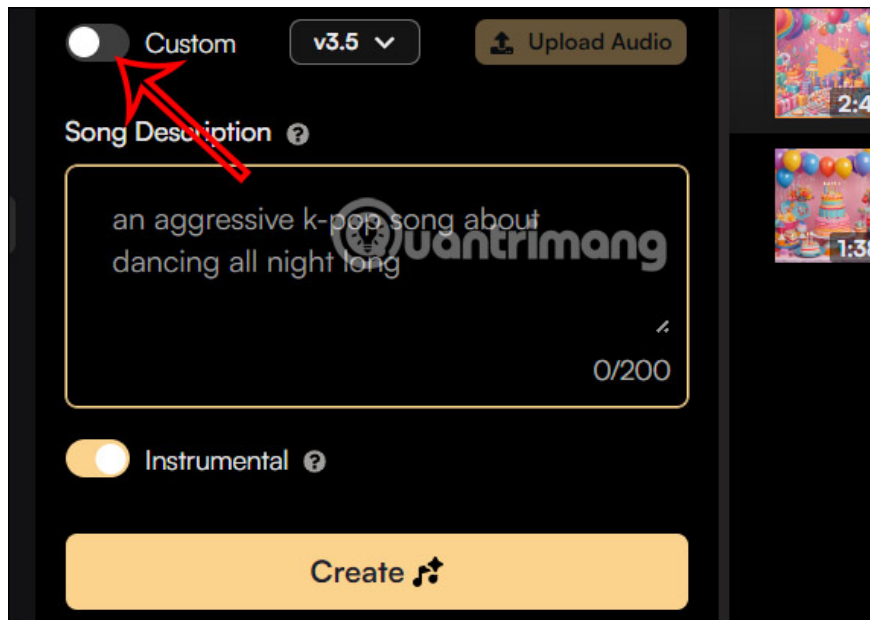 Custom
v3.5
Upload Audio
Song Description
an aggressive k-pop song about
dancing all night long
Quantrimang
0/200
Instrumental
Create
2:4
1:38